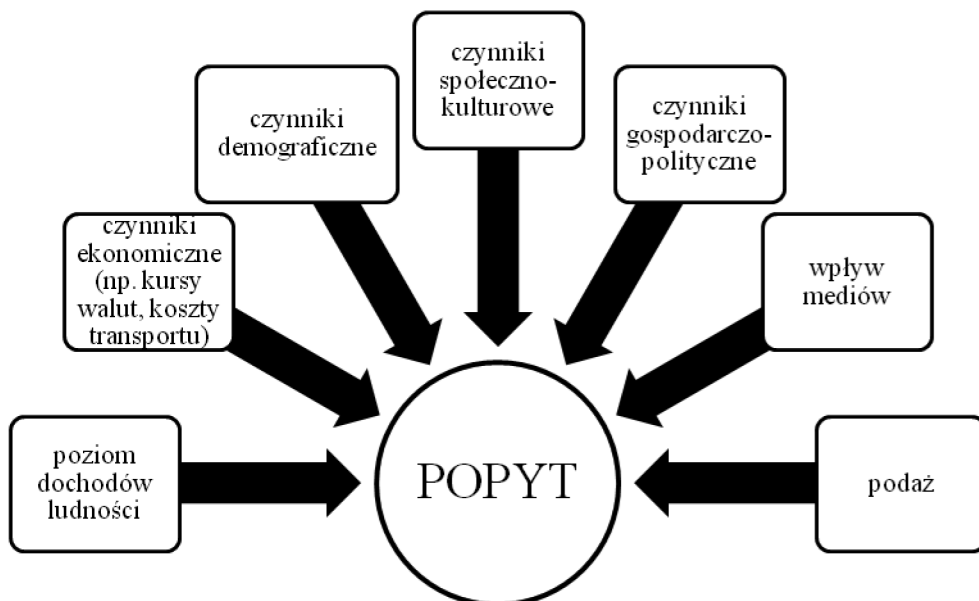 czynniki
społeczno-
kulturowe
czynniki
demograficzne
czynniki
gospodarczo-
polityczne
czynniki
ekonomiczne
(np. kursy
walut, koszty
transportu)
wpływ
mediów
poziom
dochodów
ludności
POPYT
podaż